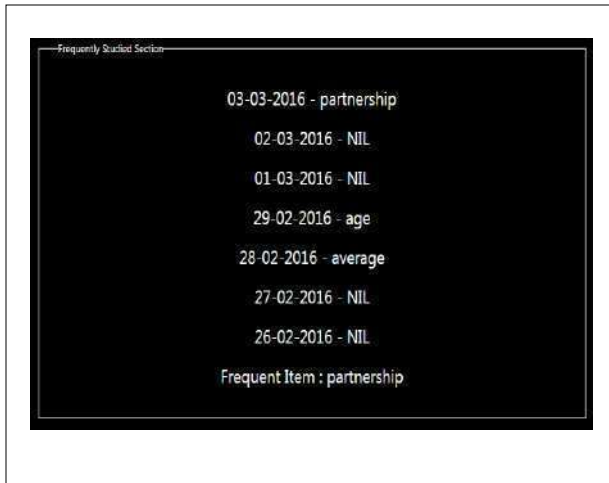 Frequently Studied Section
03-03-2016 - partnership
02-03-2016 - NIL
01-03-2016 - NIL
29-02-2016 - age
28-02-2016 - average
27-02-2016 - NIL
26-02-2016 - NIL
Frequent Item : partnership